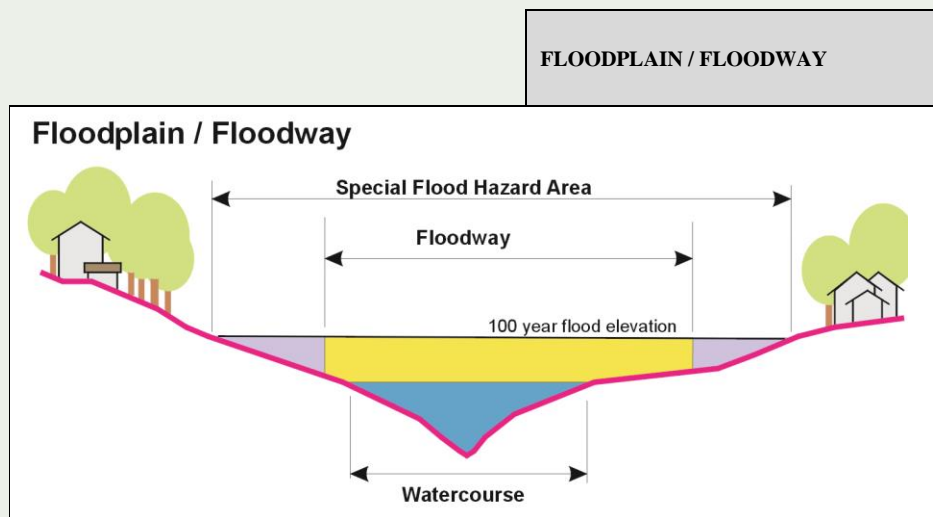 FLOODPLAIN / FLOODWAY
Floodplain / Floodway
Special Flood Hazard Area
Floodway
100 year flood elevation
Watercourse